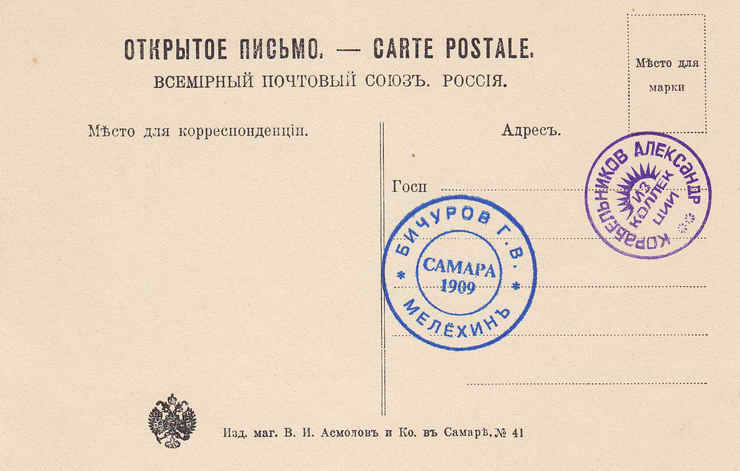 ОТКРЫТОЕ ПИСЬМО. — CARTE POSTALE.
ВСЕМІРНЫЙ ПОЧТОВЫЙ СОЮЗЪ. РОССІЯ.
Мѣсто для
марки
Мѣсто для корреспонденціи.
Адресъ.
КОРАБЕЛЬНИКОВ АЛЕКСАНДР
ИЗ
КОЛЛЕК
ЦИИ
Госп
БИЧУРОВ Г. В.
САМАРА
1909
* МЕЛЁХИНЪ *
Изд. маг. В. И. Асмоловъ и Ко. въ Самарѣ. № 41